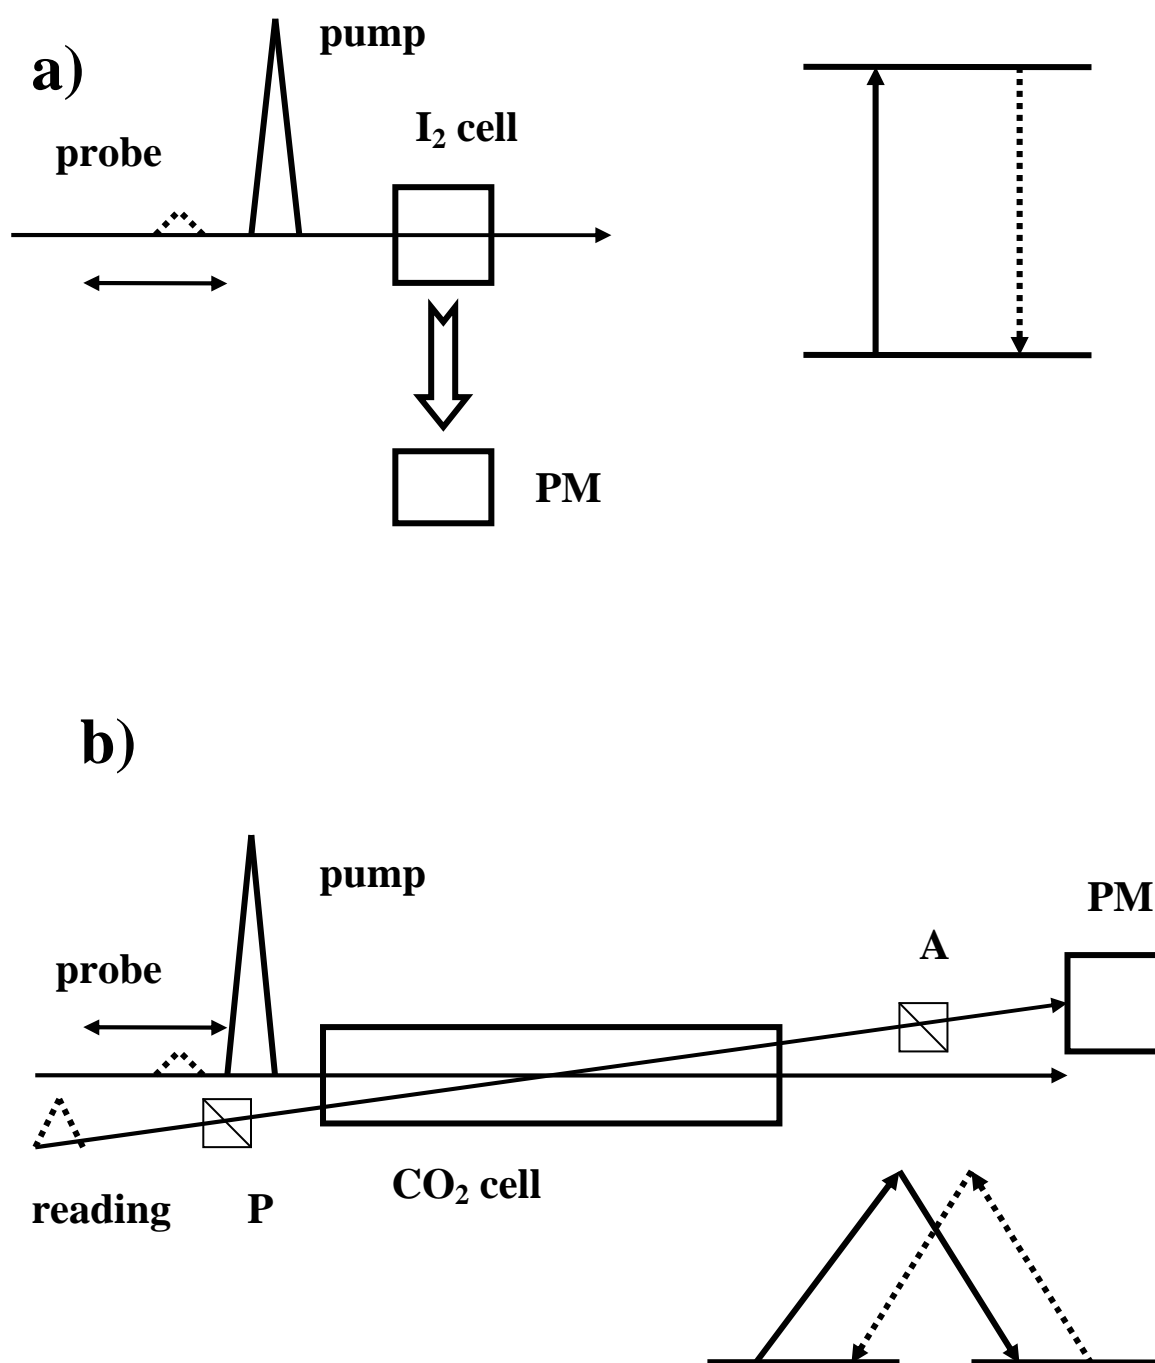 a)
pump
probe
I₂ cell
PM
b)
pump
PM
A
probe
CO₂ cell
reading
P